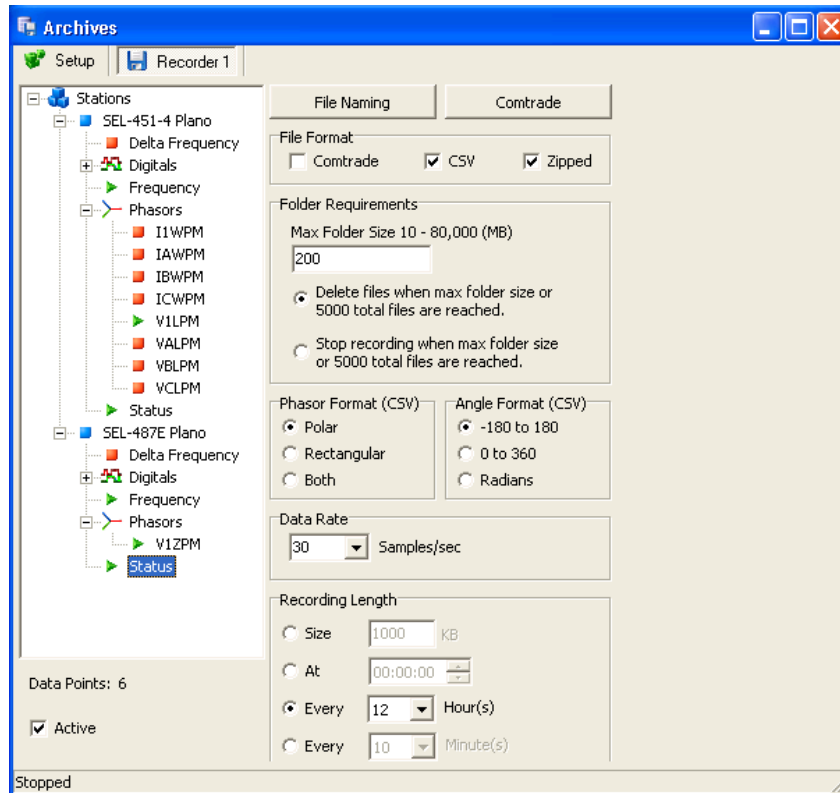 Archives
Setup Recorder 1
Stations
SEL-451-4 Plano
Delta Frequency
Digitals
Frequency
Phasors
I1WPM
IAWPM
IBWPM
ICWPM
V1LPM
VALPM
VBLPM
VCLPM
Status
SEL-487E Plano
Delta Frequency
Digitals
Frequency
Phasors
V1ZPM
Status
Data Points: 6
Active
File Naming Comtrade
File Format
Comtrade CSV Zipped
Folder Requirements
Max Folder Size 10 - 80,000 (MB)
200
Delete files when max folder size or
5000 total files are reached.
Stop recording when max folder size
or 5000 total files are reached.
Phasor Format (CSV)
Polar
Rectangular
Both
Angle Format (CSV)
-180 to 180
0 to 360
Radians
Data Rate
30 Samples/sec
Recording Length
Size 1000 KB
At 00:00:00
Every 12 Hour(s)
Every 10 Minute(s)
Stopped